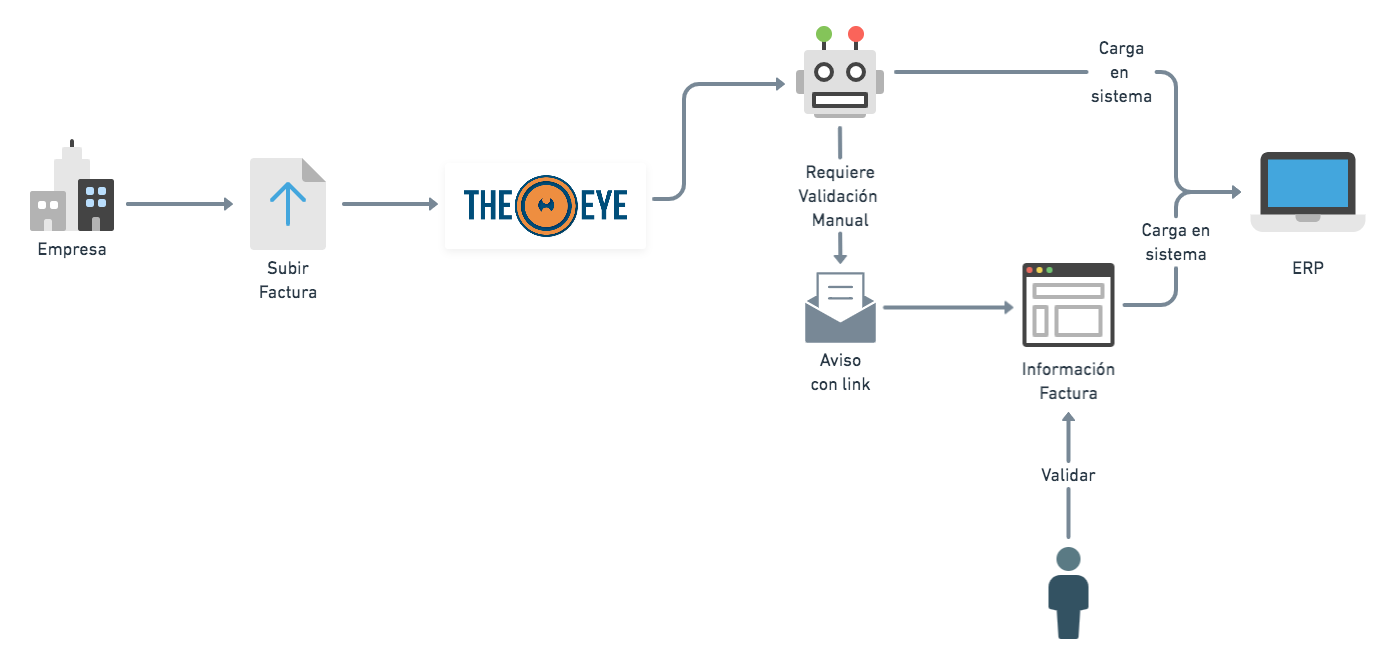 Empresa
Subir
Factura
THE EYE
Requiere
Validación
Manual
Aviso
con link
Carga
en
sistema
Carga en
sistema
Información
Factura
Validar
ERP